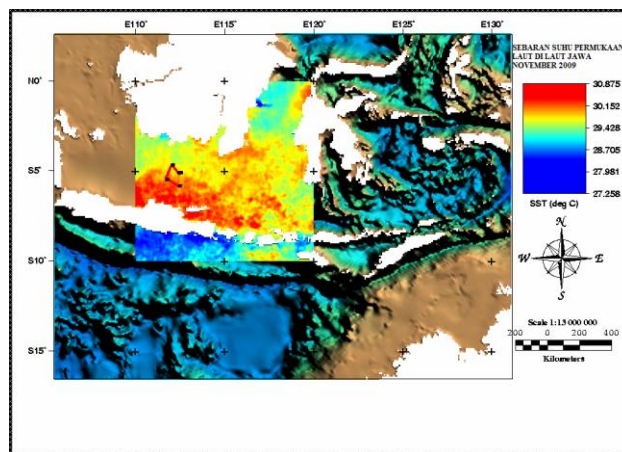 E110° E115° E120° E125° E130°
SEBARAN SUHU PERMUKAAN
LAUT DI LAUT JAWA
NOVEMBER 2009
N0°
S5°
S10°
S15°
30.875
30.152
29.428
28.705
27.981
27.258
SST (deg C)
N
W E
S
Scale 1:13 000 000
200 0 200 400
Kilometers